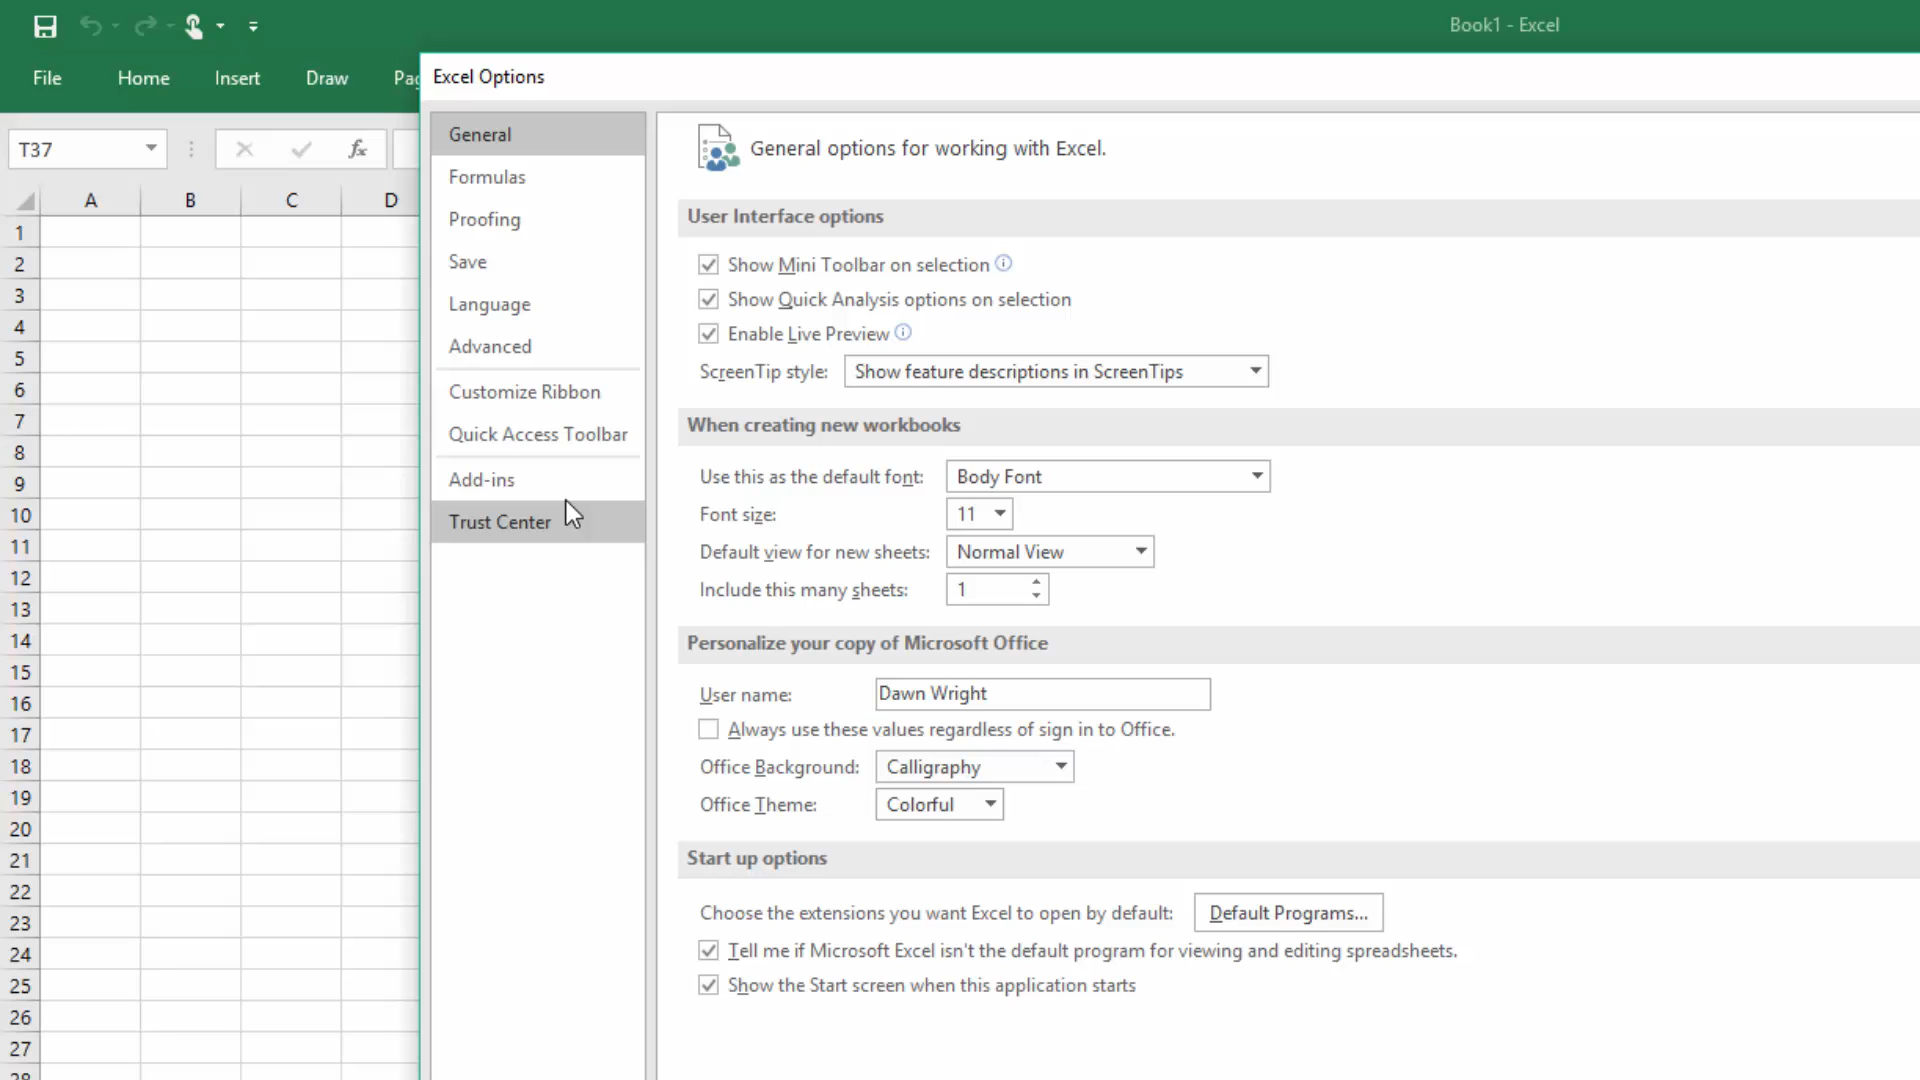 Book1 - Excel
File Home Insert Draw Pag
Excel Options
T37
fx
A B C D
1
2
3
4
5
6
7
8
9
10
11
12
13
14
15
16
17
18
19
20
21
22
23
24
25
26
27
28
General
Formulas
Proofing
Save
Language
Advanced
Customize Ribbon
Quick Access Toolbar
Add-ins
Trust Center
General options for working with Excel.
User Interface options
Show Mini Toolbar on selection
Show Quick Analysis options on selection
Enable Live Preview
ScreenTip style: Show feature descriptions in ScreenTips
When creating new workbooks
Use this as the default font: Body Font
Font size: 11
Default view for new sheets: Normal View
Include this many sheets: 1
Personalize your copy of Microsoft Office
User name: Dawn Wright
Always use these values regardless of sign in to Office.
Office Background: Calligraphy
Office Theme: Colorful
Start up options
Choose the extensions you want Excel to open by default: Default Programs...
Tell me if Microsoft Excel isn't the default program for viewing and editing spreadsheets.
Show the Start screen when this application starts